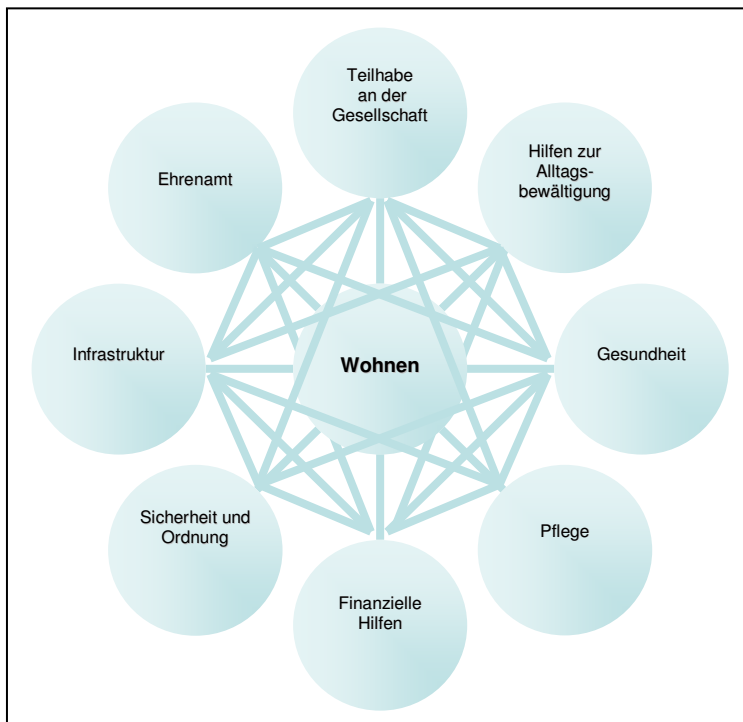 Teilhabe
an der
Gesellschaft
Hilfen zur
Alltags-
bewältigung
Ehrenamt
Infrastruktur
Wohnen
Gesundheit
Sicherheit und
Ordnung
Pflege
Finanzielle
Hilfen